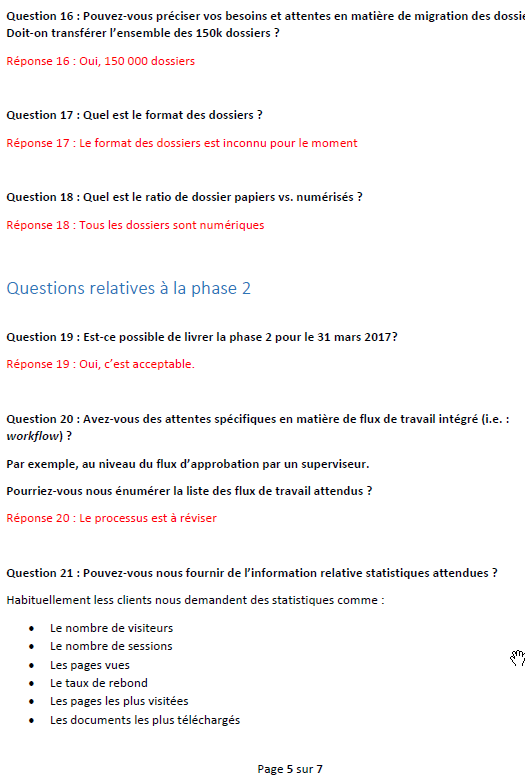 Question 16 : Pouvez-vous préciser vos besoins et attentes en matière de migration des
Doit-on transférer l’ensemble des 150k dossiers ?
Réponse 16 : Oui, 150 000 dossiers
Question 17 : Quel est le format des dossiers ?
Réponse 17 : Le format des dossiers est inconnu pour le moment
Question 18 : Quel est le ratio de dossier papiers vs. numérisés ?
Réponse 18 : Tous les dossiers sont numériques
Questions relatives à la phase 2
Question 19 : Est-ce possible de livrer la phase 2 pour le 31 mars 2017?
Réponse 19 : Oui, c’est acceptable.
Question 20 : Avez-vous des attentes spécifiques en matière de flux de travail intégré (i.e. :
workflow) ?
Par exemple, au niveau du flux d’approbation par un superviseur.
Pourriez-vous nous énumérer la liste des flux de travail attendus ?
Réponse 20 : Le processus est à réviser
Question 21 : Pouvez-vous nous fournir de l’information relative statistiques attendues ?
Habituellement less clients nous demandent des statistiques comme :
• Le nombre de visiteurs
• Le nombre de sessions
• Les pages vues
• Le taux de rebond
• Les pages les plus visitées
• Les documents les plus téléchargés
Page 5 sur 7